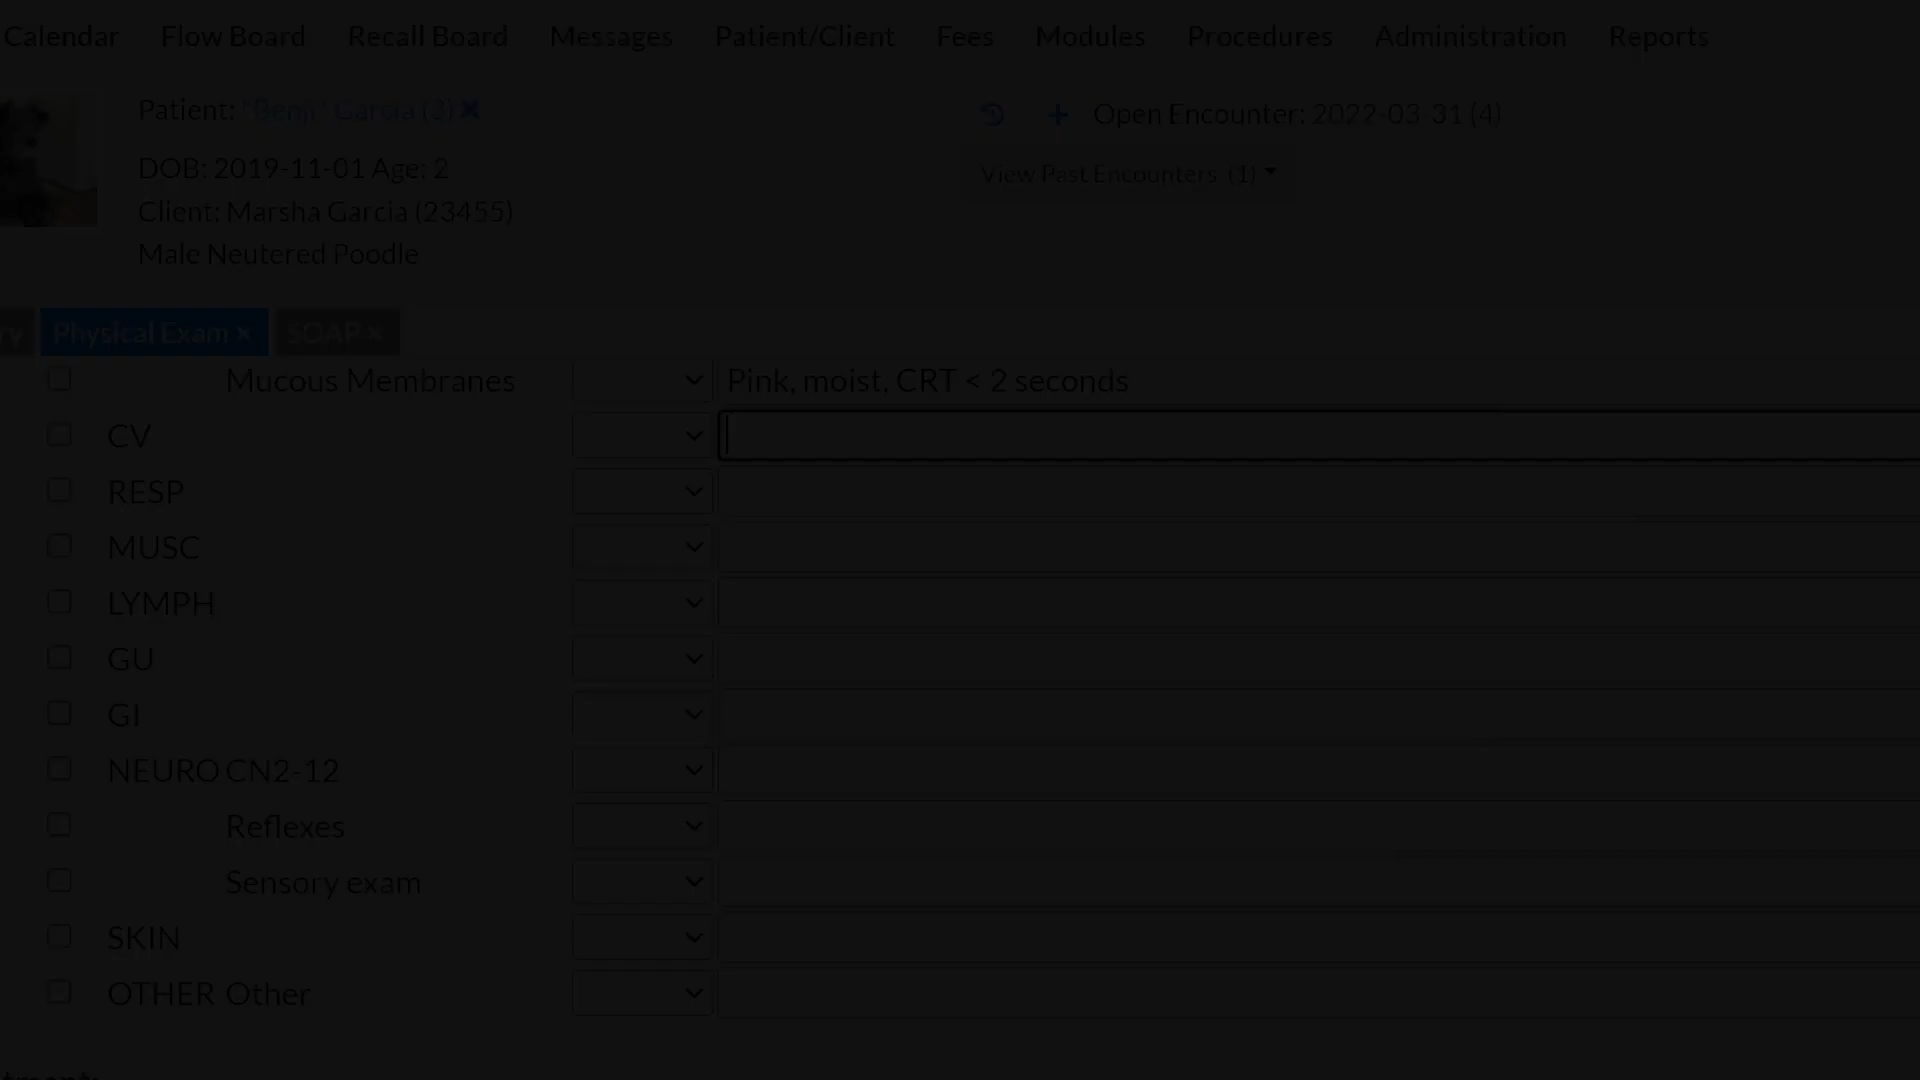 Calendar Flow Board Recall Board Messages Patient/Client Fees Modules Procedures Administration Reports
Patient: "Benji" Garcia (3)
Open Encounter: 2022-03-31 (4)
DOB: 2019-11-01 Age: 2
View Past Encounters (1)
Client: Marsha Garcia (23455)
Male Neutered Poodle
Physical Exam × SOAP ×
Mucous Membranes Pink, moist, CRT < 2 seconds
CV
RESP
MUSC
LYMPH
GU
GI
NEURO CN2-12
Reflexes
Sensory exam
SKIN
OTHER Other